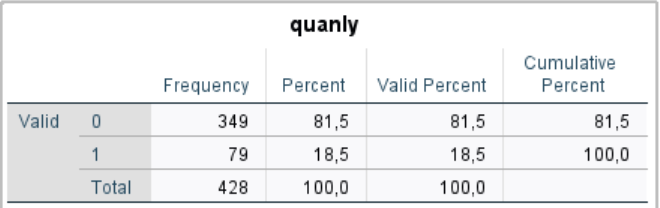 quanly
Frequency Percent Valid Percent Cumulative Percent
Valid 0 349 81,5 81,5 81,5
1 79 18,5 18,5 100,0
Total 428 100,0 100,0